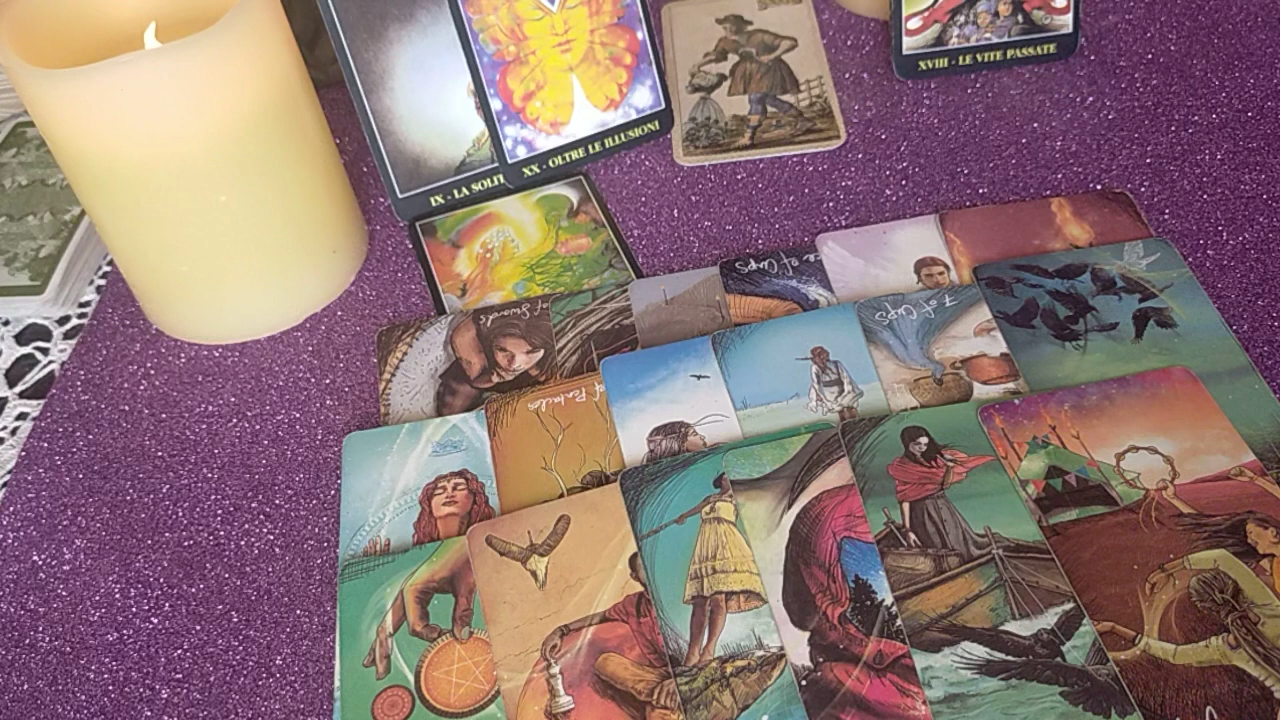 XVIII - LE VITE PASSATE
XX - OLTRE LE ILLUSIONI
IX - LA SOLIT
of Cups
7 of Cups
of Swords
of Pentacles